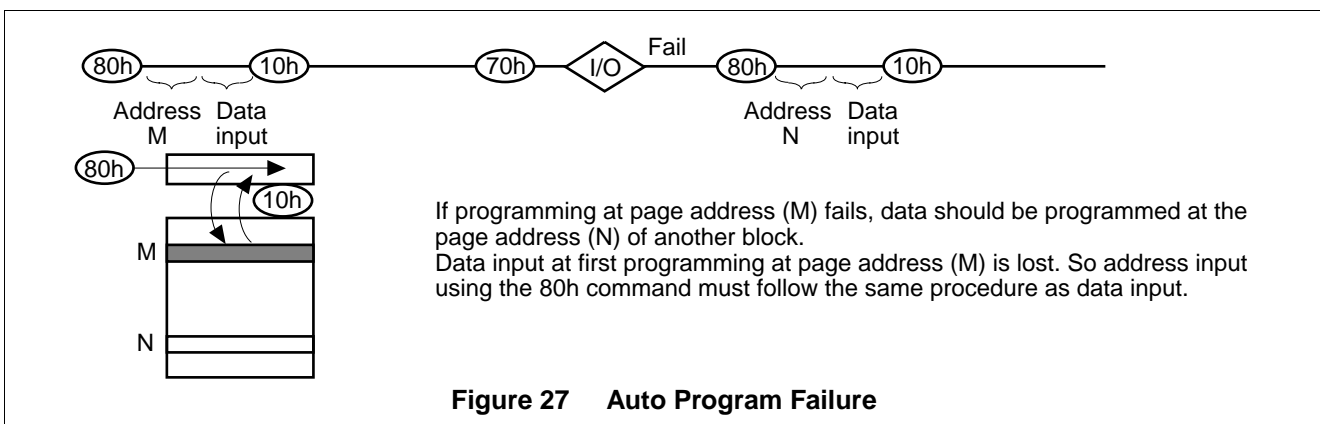 80h 10h 70h I/O Fail 80h 10h
Address Data Address Data
M input N input
80h
10h
If programming at page address (M) fails, data should be programmed at the
page address (N) of another block.
M
Data input at first programming at page address (M) is lost. So address input
using the 80h command must follow the same procedure as data input.
N
Figure 27 Auto Program Failure